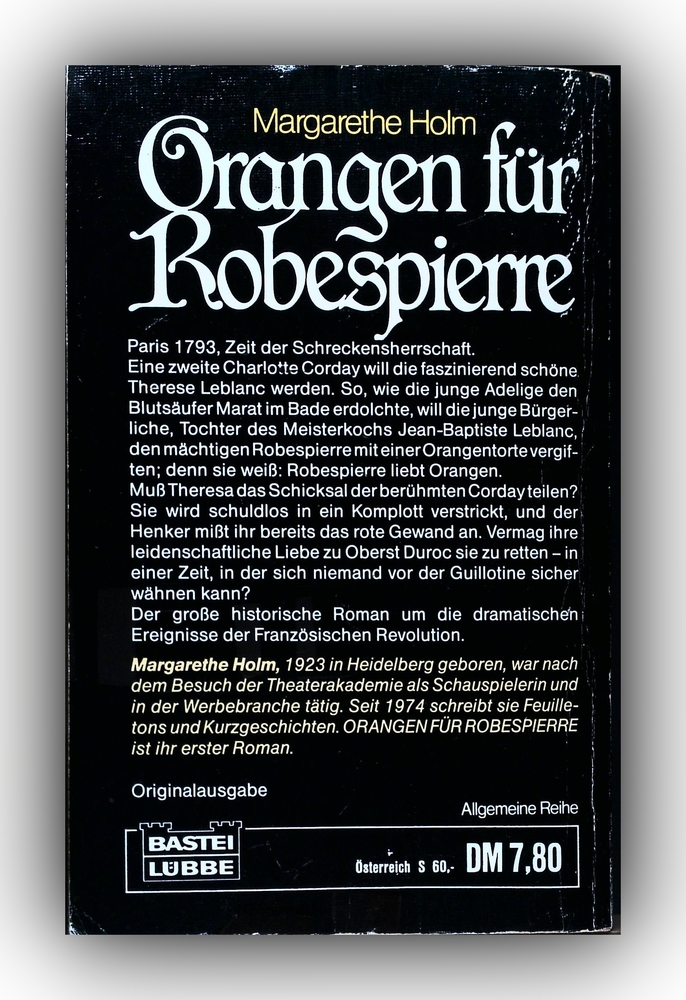 Margarethe Holm
Orangen für
Robespierre
Paris 1793, Zeit der Schreckensherrschaft.
Eine zweite Charlotte Corday will die faszinierend schöne
Therese Leblanc werden. So, wie die junge Adelige den
Blutsäufer Marat im Bade erdolchte, will die junge Bürger-
liche, Tochter des Meisterkochs Jean-Baptiste Leblanc,
den mächtigen Robespierre mit einer Orangentorte vergif-
ten; denn sie weiß: Robespierre liebt Orangen.
Muß Theresa das Schicksal der berühmten Corday teilen?
Sie wird schuldlos in ein Komplott verstrickt, und der
Henker mißt ihr bereits das rote Gewand an. Vermag ihre
leidenschaftliche Liebe zu Oberst Duroc sie zu retten – in
einer Zeit, in der sich niemand vor der Guillotine sicher
wähnen kann?
Der große historische Roman um die dramatischen
Ereignisse der Französischen Revolution.
Margarethe Holm, 1923 in Heidelberg geboren, war nach
dem Besuch der Theaterakademie als Schauspielerin und
in der Werbebranche tätig. Seit 1974 schreibt sie Feuille-
tons und Kurzgeschichten. ORANGEN FÜR ROBESPIERRE
ist ihr erster Roman.
Originalausgabe
Allgemeine Reihe
BASTEI
LÜBBE
Österreich S 60,- DM 7,80